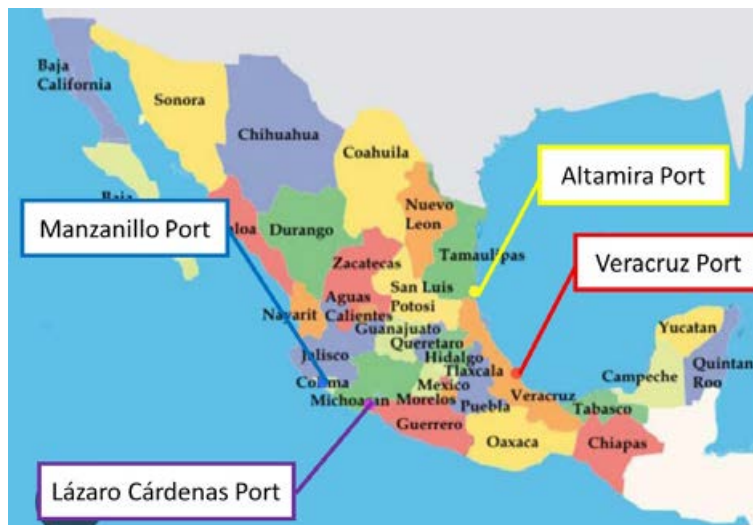 Baja
California
Sonora
Chihuahua
Coahuila
Altamira Port
Nuevo
Leon
Manzanillo Port
Durango
Tamaulipas
Veracruz Port
Zacatecas
San Luis
Potosi
Aguas
Calientes
Nayarit
Guanajuato
Queretaro
Hidalgo
Tlaxcala
Jalisco
Yucatan
Quintan
Roo
Campeche
Mexico
Michoacan
Morelos
Puebla
Veracruz
Tabasco
Guerrero
Oaxaca
Chiapas
Lázaro Cárdenas Port